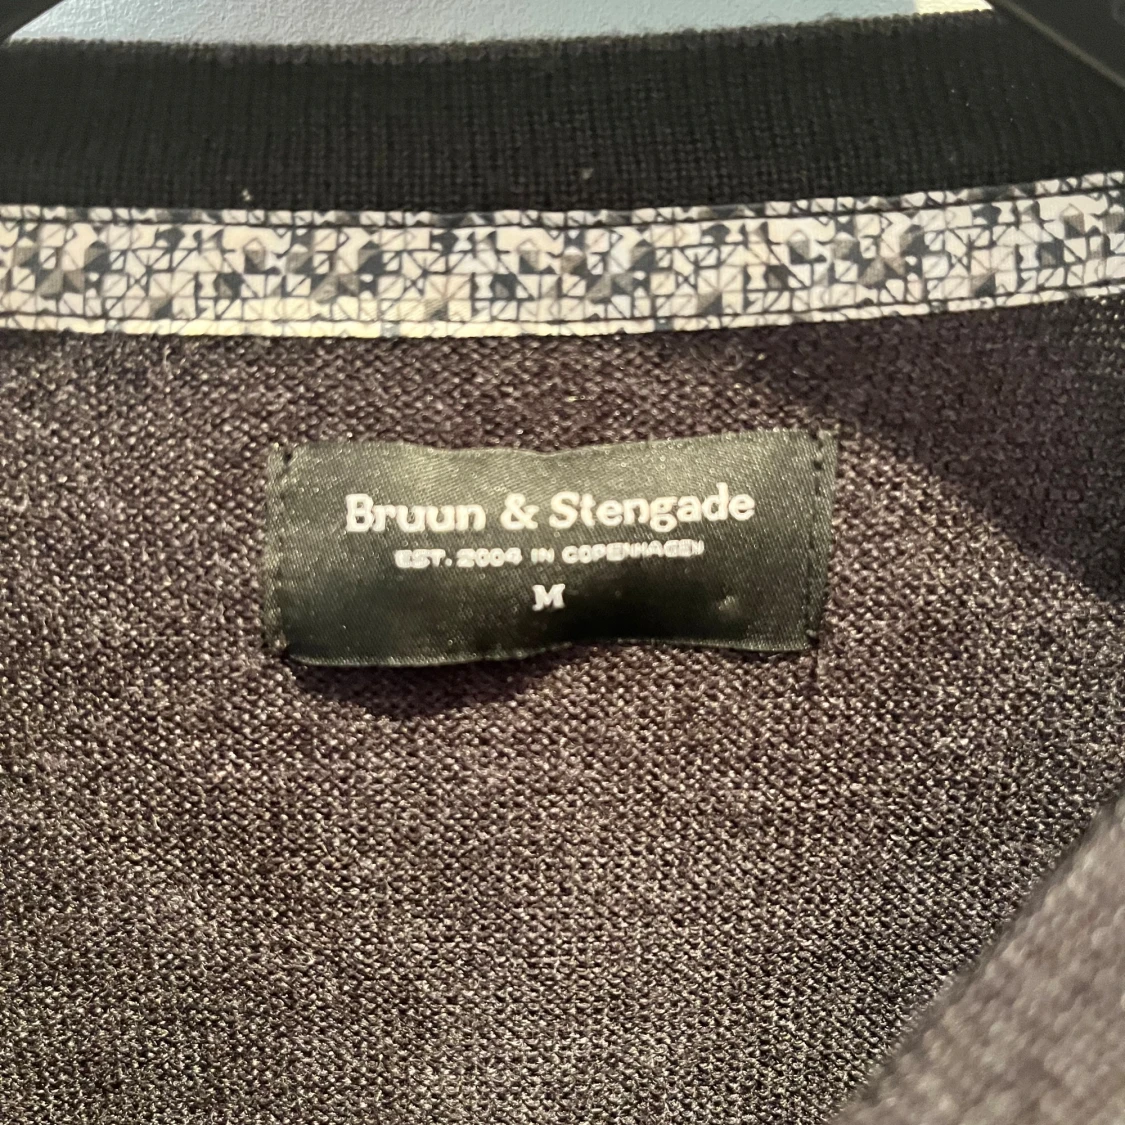 Bruun & Stengade
EST. 2004 IN COPENHAGEN
M